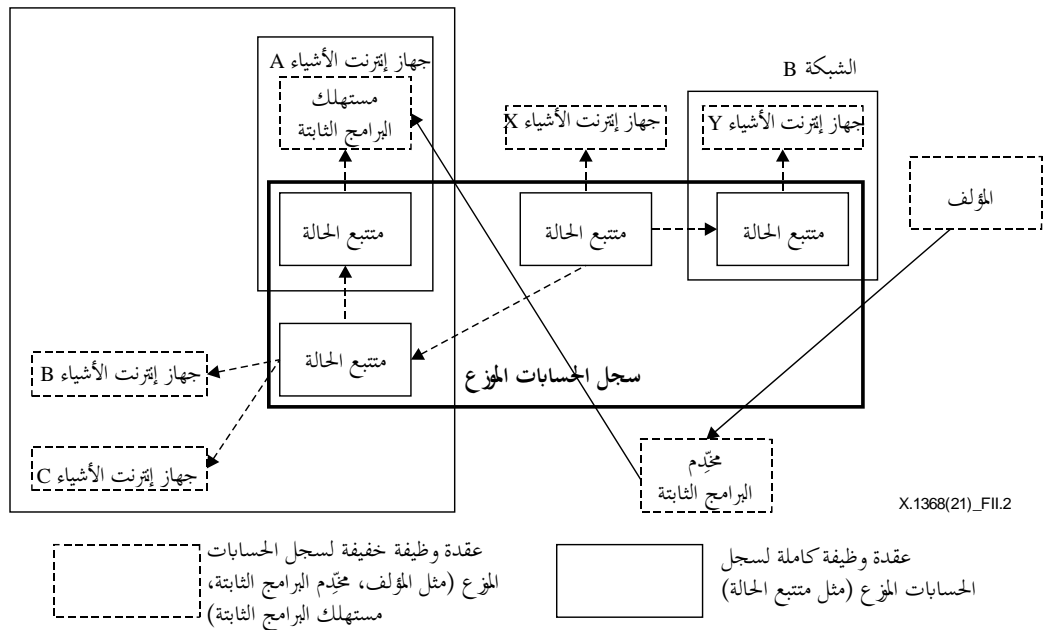 جهاز إنترنت الأشياء A
الشبكة B
مستهلك
البرامج الثابتة
جهاز إنترنت الأشياء X
جهاز إنترنت الأشياء Y
المؤلف
متتبع الحالة
متتبع الحالة
متتبع الحالة
متتبع الحالة
جهاز إنترنت الأشياء B
سجل الحسابات الموزع
جهاز إنترنت الأشياء C
مخدِّم
البرامج الثابتة
X.1368(21)_FII.2
عقدة وظيفة كاملة لسجل
الحسابات الموزع (مثل متتبع الحالة)
عقدة وظيفة خفيفة لسجل الحسابات
الموزع (مثل المؤلف، مخدِّم البرامج الثابتة،
مستهلك البرامج الثابتة)